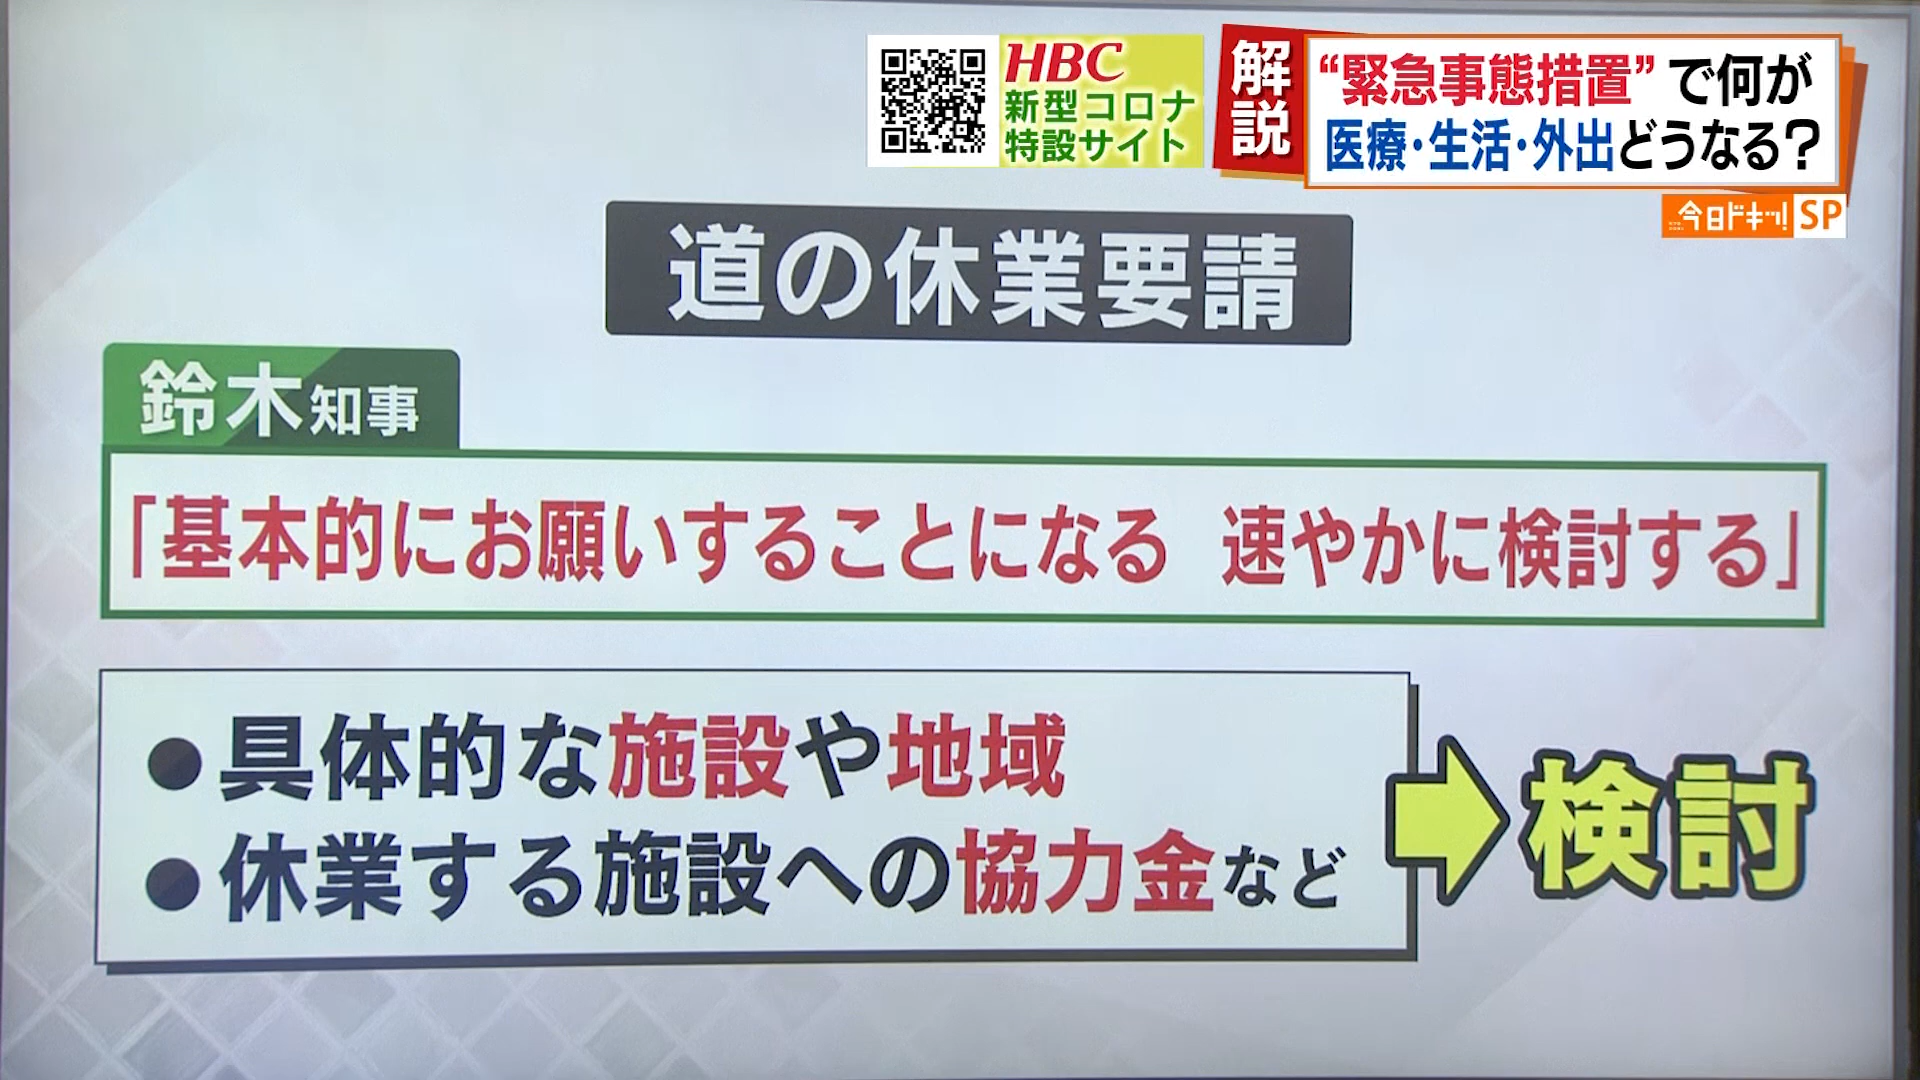 HBC
新型コロナ
特設サイト
解説
“緊急事態措置”で何が
医療・生活・外出どうなる？
今日ドキッ!SP
道の休業要請
鈴木知事
「基本的にお願いすることになる 速やかに検討する」
●具体的な施設や地域
●休業する施設への協力金など
検討